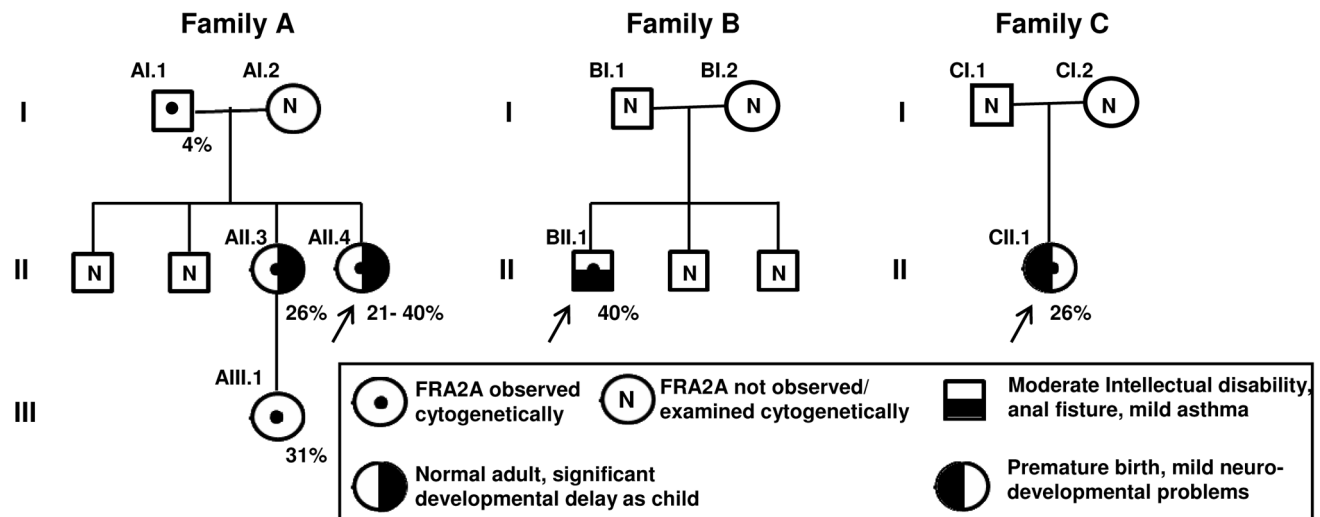 Family A Family B Family C
AI.1 AI.2 BI.1 BI.2 CI.1 CI.2
I N I N N I N N
4%
AII.3 AII.4 BII.1 CII.1
II N N II N N II
26% 21- 40% 40% 26%
AIII.1
III
31%
FRA2A observed
cytogenetically
N FRA2A not observed/
examined cytogenetically
Moderate Intellectual disability,
anal fisture, mild asthma
Normal adult, significant
developmental delay as child
Premature birth, mild neuro-
developmental problems